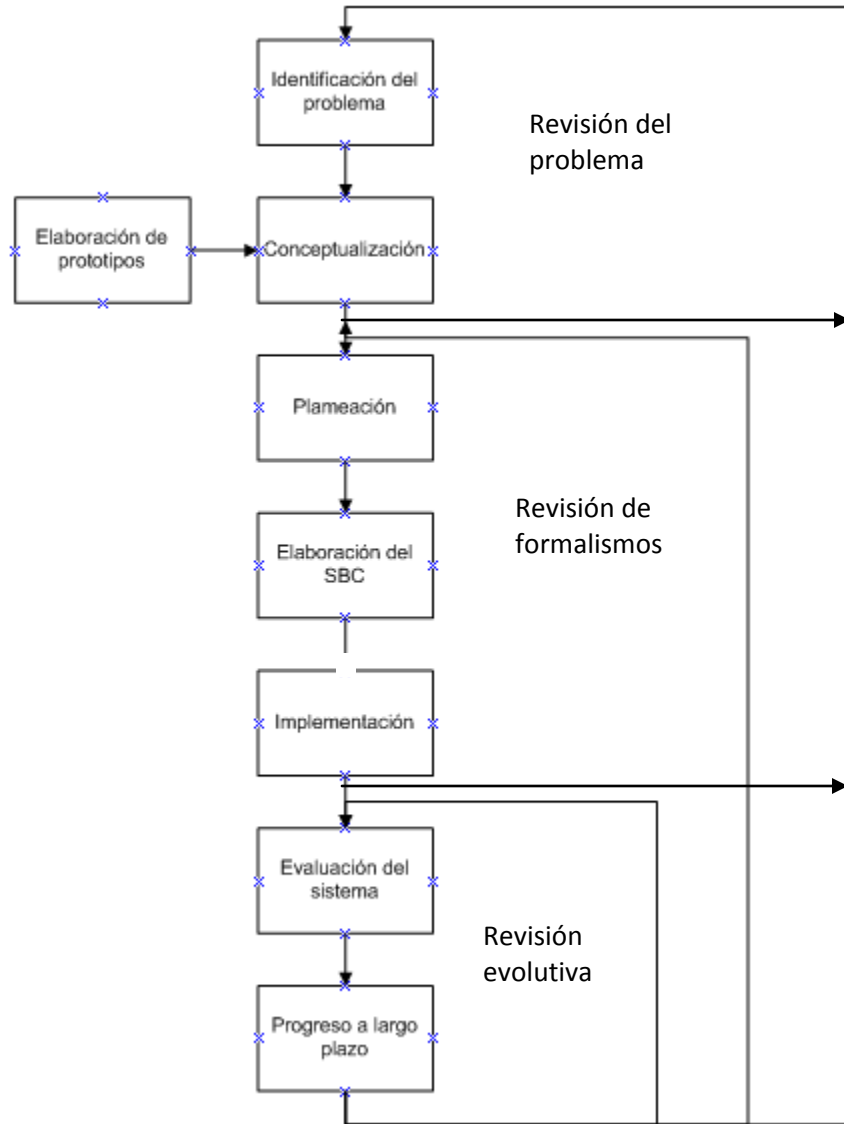 Identificación del
problema
Revisión del
problema
Elaboración de
prototipos
Conceptualización
Plameación
Revisión de
formalismos
Elaboración del
SBC
Implementación
Evaluación del
sistema
Revisión
evolutiva
Progreso a largo
plazo